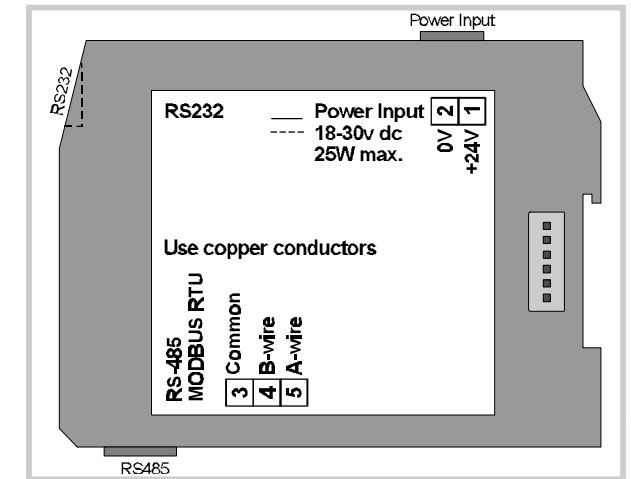 Power Input
RS232
RS232
Power Input
18-30v dc
25W max.
2 1
0V
+24V
Use copper conductors
RS-485
MODBUS RTU
Common
B-wire
A-wire
3 4 5
RS485